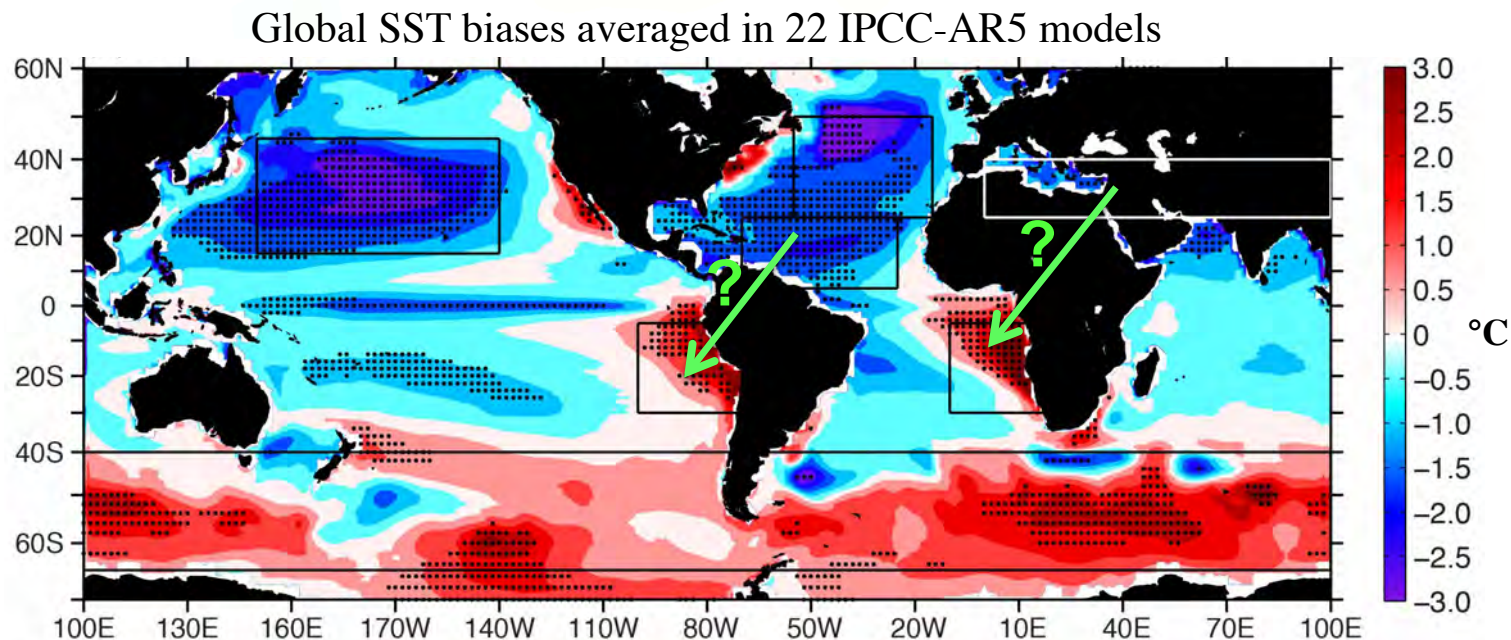 Global SST biases averaged in 22 IPCC-AR5 models
60N
40N
20N
0
20S
40S
60S
?
?
100E 130E 160E 170W 140W 110W 80W 50W 20W 10E 40E 70E 100E
3.0
2.5
2.0
1.5
1.0
0.5
0
−0.5
−1.0
−1.5
−2.0
−2.5
−3.0
°C